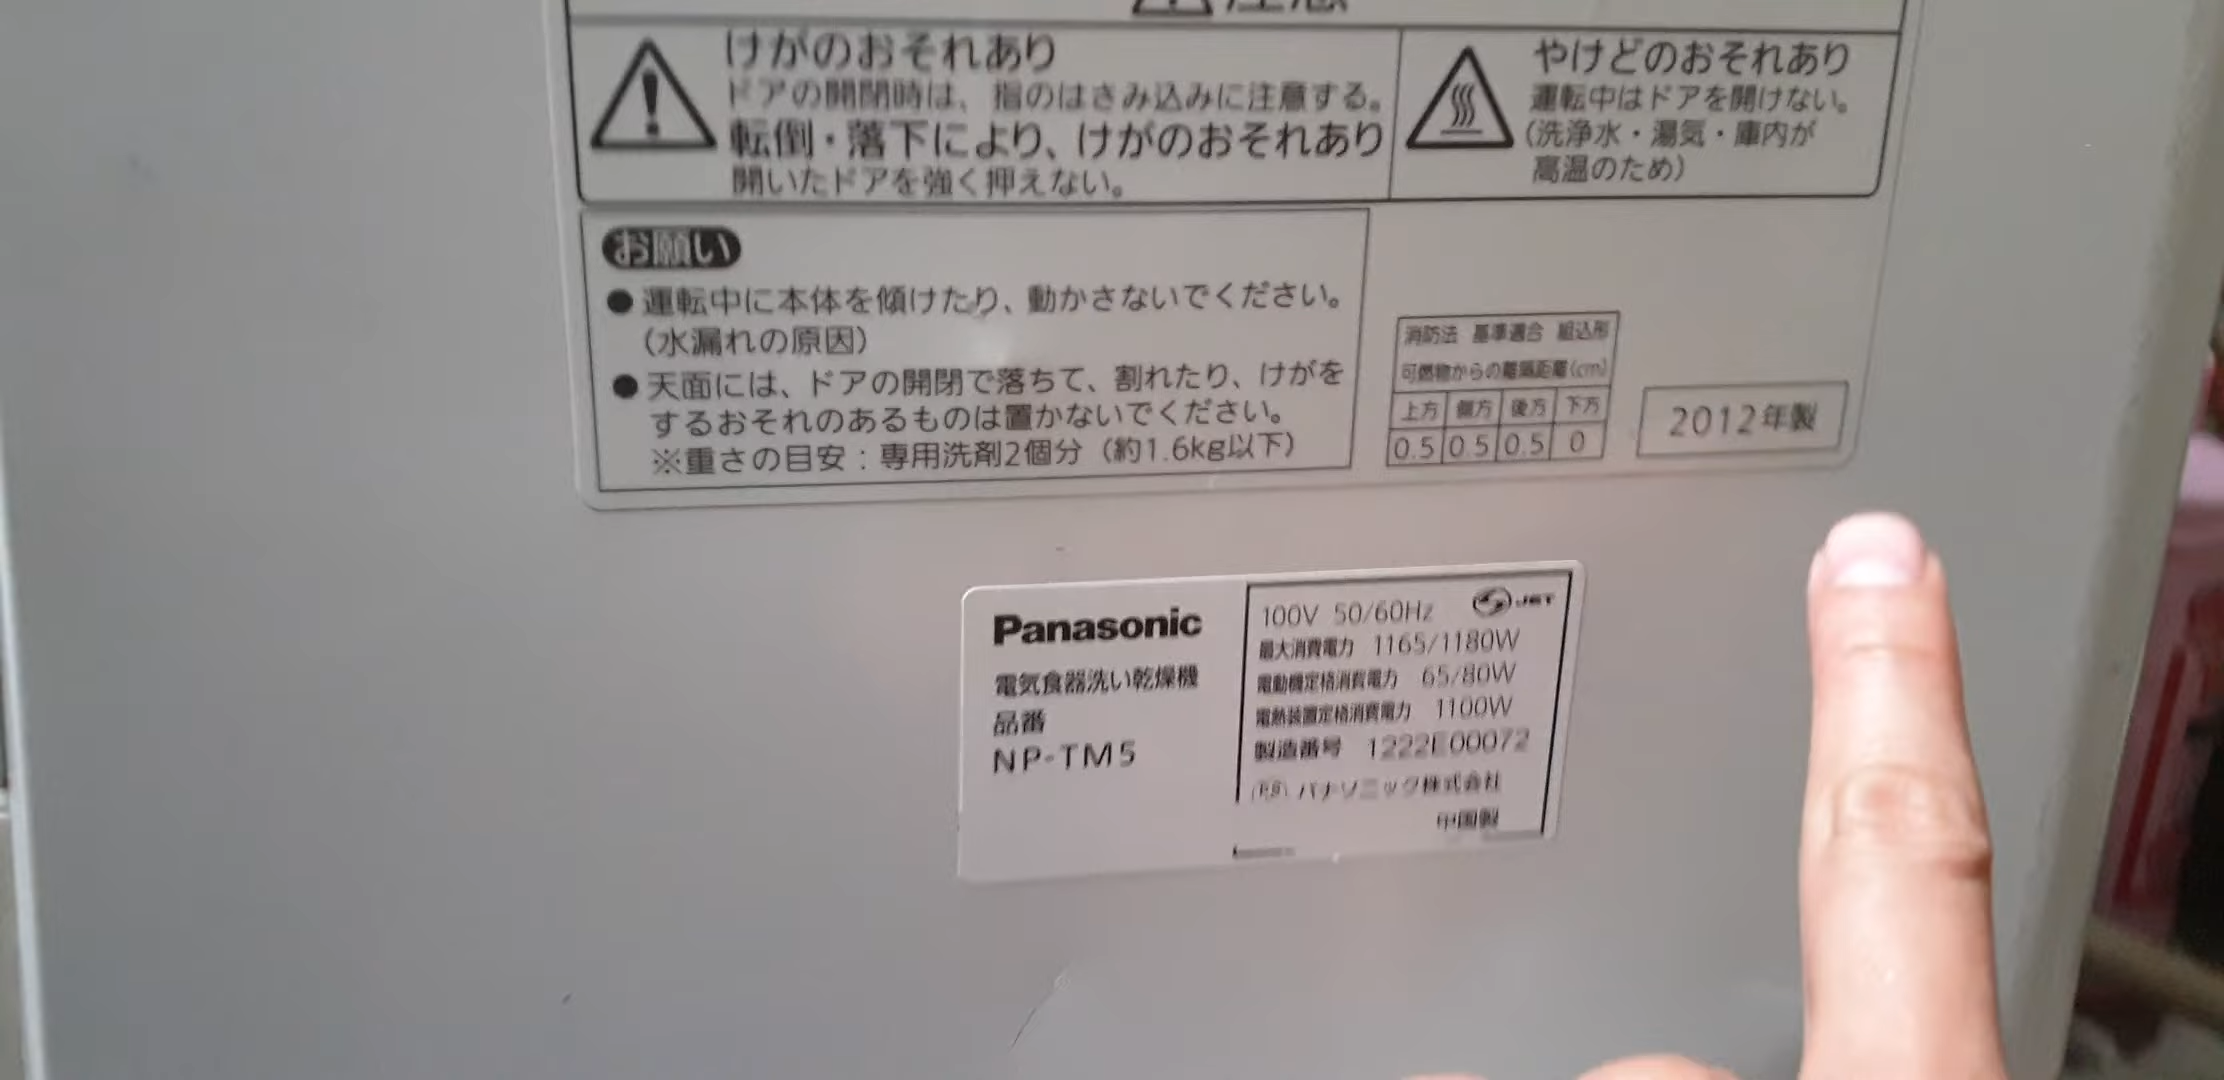 注意
けがのおそれあり
ドアの開閉時は、指のはさみ込みに注意する。
転倒・落下により、けがのおそれあり
開いたドアを強く押えない。
やけどのおそれあり
運転中はドアを開けない。
(洗浄水・湯気・庫内が
高温のため)
お願い
●運転中に本体を傾けたり、動かさないでください。
(水漏れの原因)
●天面には、ドアの開閉で落ちて、割れたり、けがを
するおそれのあるものは置かないでください。
※重さの目安:専用洗剤2個分(約1.6kg以下)
消防法 基準適合 組込形
可燃物からの離隔距離(cm)
上方 側方 後方 下方
0.5 0.5 0.5 0
2012年製
Panasonic
電気食器洗い乾燥機
品番
NP-TM5
100V 50/60Hz JET
最大消費電力 1165/1180W
電動機定格消費電力 65/80W
電熱装置定格消費電力 1100W
製造番号 1222E00072
パナソニック株式会社
中国製